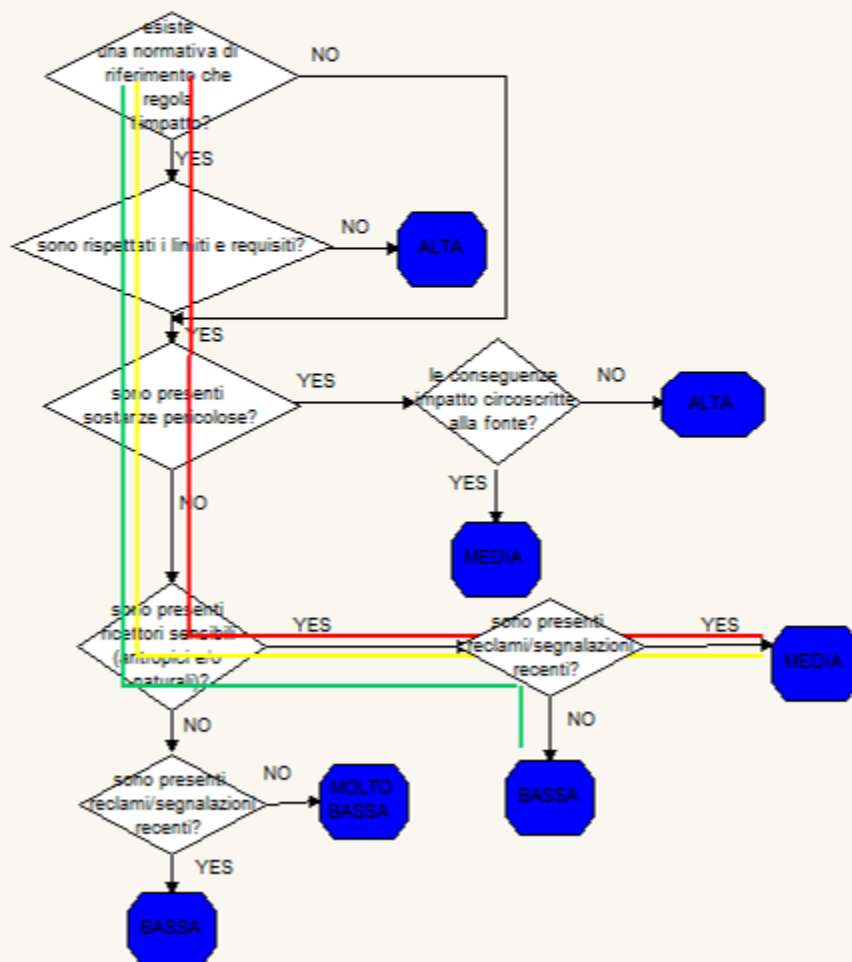 esiste
una normativa di
riferimento che
regola
l'impatto?
NO
YES
sono rispettati i limiti e requisiti?
NO
ALTA
YES
sono presenti
sostanze pericolose?
YES
le conseguenze
impatto circoscritte
alla fonte?
NO
ALTA
YES
MEDIA
NO
sono presenti
ricettori sensibili
(antropici e/o
naturali)?
YES
sono presenti
reclami/segnalazioni
recenti?
YES
MEDIA
NO
BASSA
NO
sono presenti
reclami/segnalazioni
recenti?
NO
MOLTO
BASSA
YES
BASSA